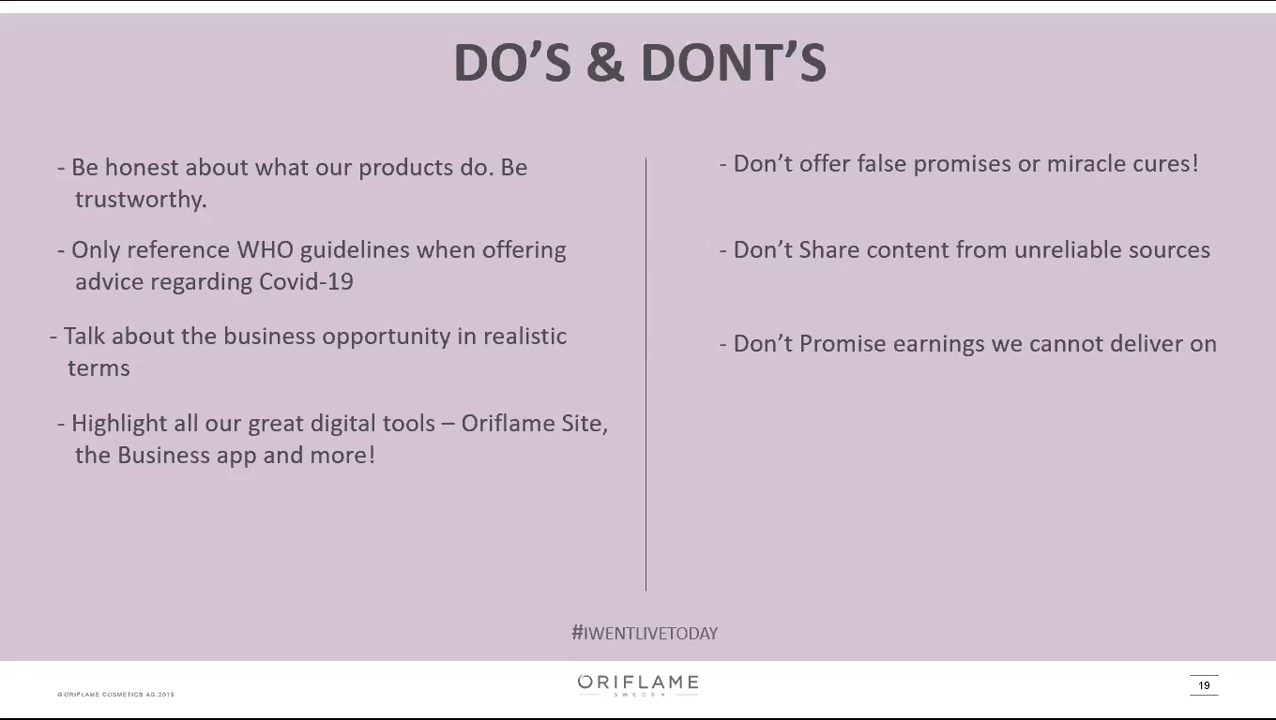 DO’S & DONT’S
- Be honest about what our products do. Be
trustworthy.
- Only reference WHO guidelines when offering
advice regarding Covid-19
- Talk about the business opportunity in realistic
terms
- Highlight all our great digital tools – Oriflame Site,
the Business app and more!
- Don’t offer false promises or miracle cures!
- Don’t Share content from unreliable sources
- Don’t Promise earnings we cannot deliver on
#IWENTLIVETODAY
© ORIFLAME COSMETICS AG,2013
ORIFLAME
SWEDEN
19